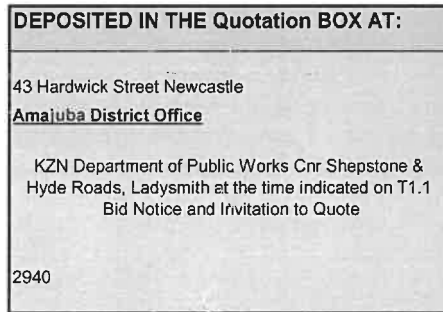 DEPOSITED IN THE Quotation BOX AT:
43 Hardwick Street Newcastle
Amajuba District Office
KZN Department of Public Works Cnr Shepstone &
Hyde Roads, Ladysmith at the time indicated on T1.1
Bid Notice and Invitation to Quote
2940